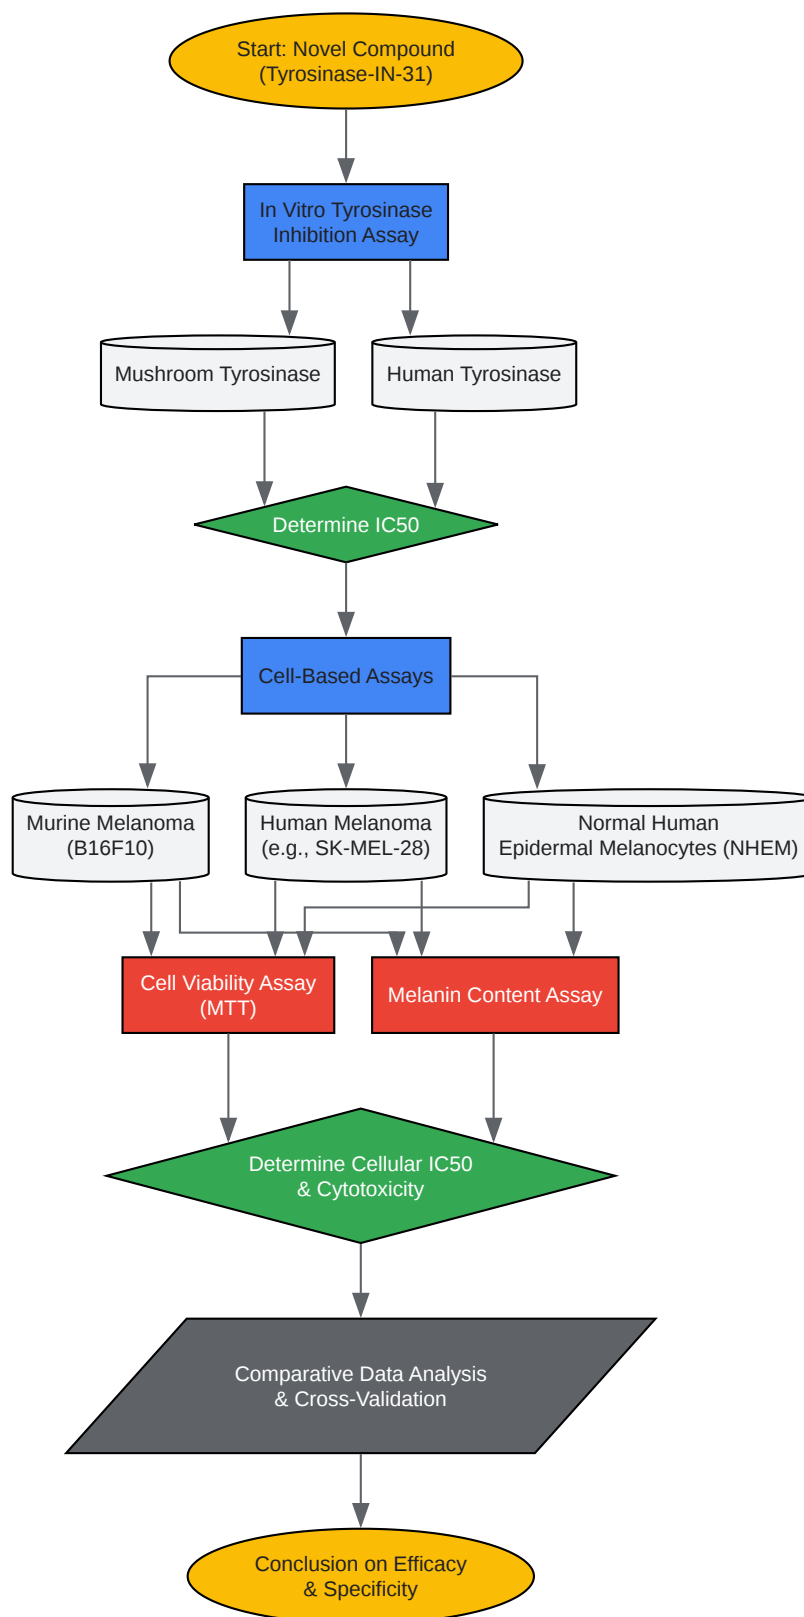 Start: Novel Compound
(Tyrosinase-IN-31)
In Vitro Tyrosinase
Inhibition Assay
Mushroom Tyrosinase
Human Tyrosinase
Determine IC50
Cell-Based Assays
Murine Melanoma
(B16F10)
Human Melanoma
(e.g., SK-MEL-28)
Normal Human
Epidermal Melanocytes (NHEM)
Cell Viability Assay
(MTT)
Melanin Content Assay
Determine Cellular IC50
& Cytotoxicity
Comparative Data Analysis
& Cross-Validation
Conclusion on Efficacy
& Specificity